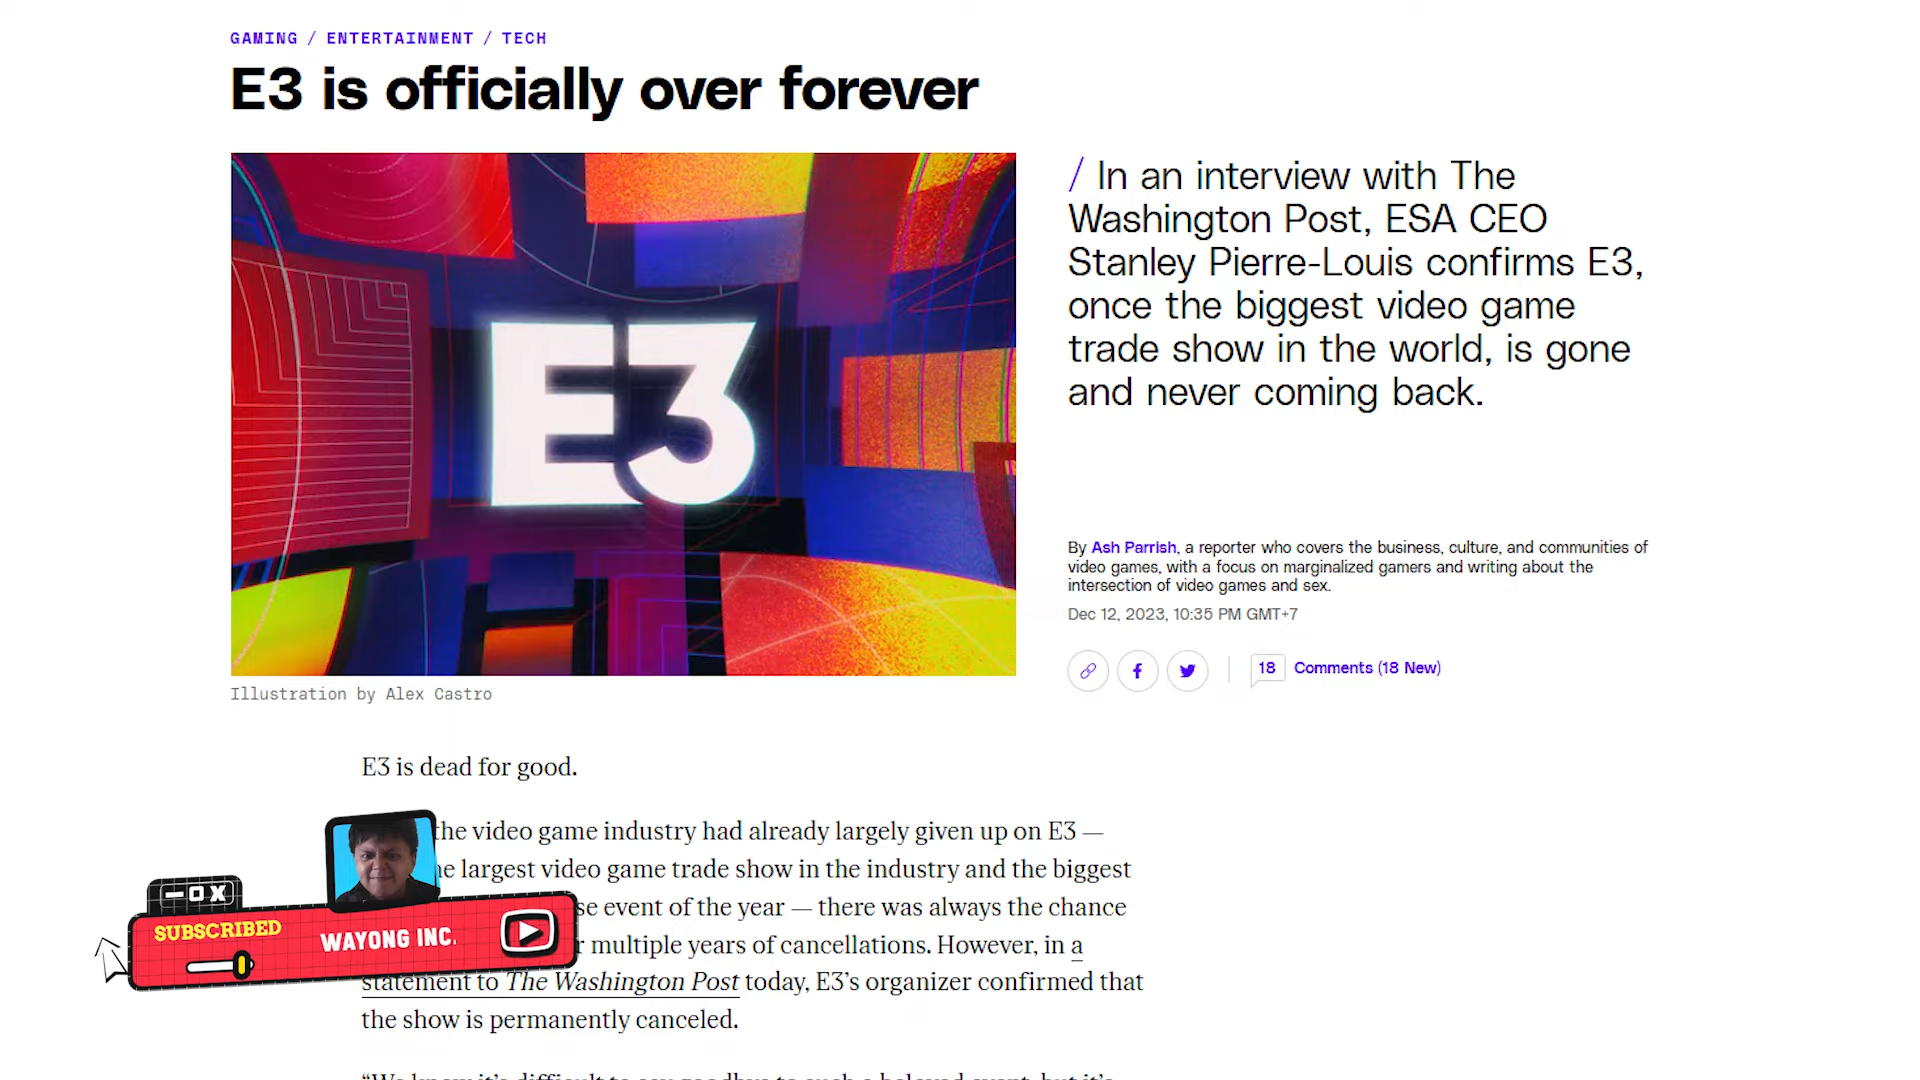 GAMING / ENTERTAINMENT / TECH
E3 is officially over forever
E3
/ In an interview with The
Washington Post, ESA CEO
Stanley Pierre-Louis confirms E3,
once the biggest video game
trade show in the world, is gone
and never coming back.
By Ash Parrish, a reporter who covers the business, culture, and communities of
video games, with a focus on marginalized gamers and writing about the
intersection of video games and sex.
Dec 12, 2023, 10:35 PM GMT+7
18 Comments (18 New)
Illustration by Alex Castro
E3 is dead for good.
the video game industry had already largely given up on E3 —
largest video game trade show in the industry and the biggest
event of the year — there was always the chance
multiple years of cancellations. However, in a
statement to The Washington Post today, E3’s organizer confirmed that
the show is permanently canceled.
SUBSCRIBED
WAYONG INC.